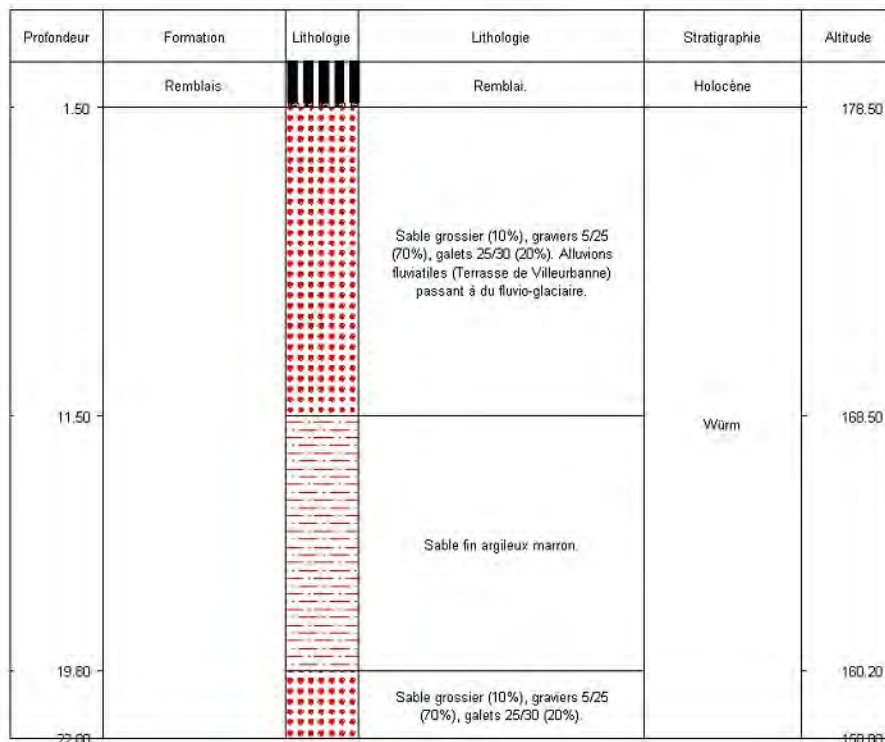 Profondeur Formation Lithologie Lithologie Stratigraphie Altitude
Remblais Remblai. Holocène
1.50 178.50
Sable grossier (10%), graviers 5/25
(70%), galets 25/30 (20%). Alluvions
fluviatiles (Terrasse de Villeurbanne)
passant à du fluvio-glaciaire.
11.50 168.50
Würm
Sable fin argileux marron.
19.80 160.20
Sable grossier (10%), graviers 5/25
(70%), galets 25/30 (20%).
22.00